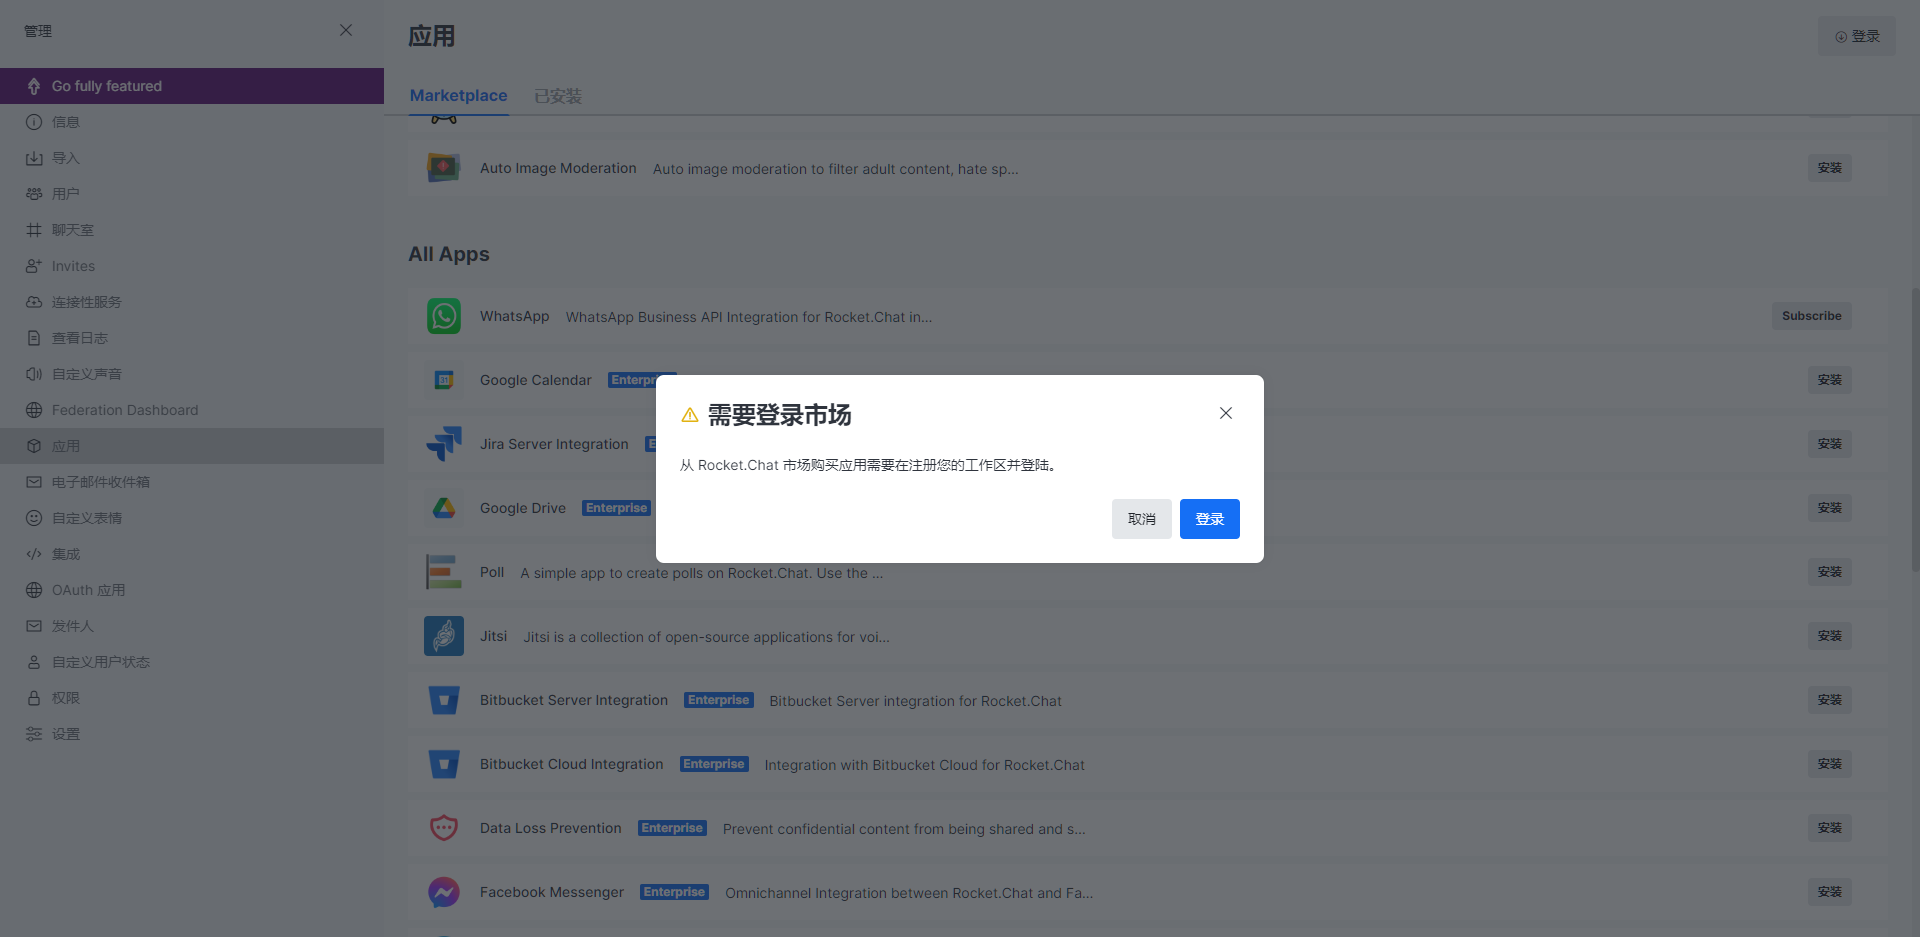 管理
Go fully featured
信息
导入
用户
聊天室
Invites
连接性服务
查看日志
自定义声音
Federation Dashboard
应用
电子邮件收件箱
自定义表情
集成
OAuth 应用
发件人
自定义用户状态
权限
设置
应用
登录
Marketplace 已安装
Auto Image Moderation Auto image moderation to filter adult content, hate sp... 安装
All Apps
WhatsApp WhatsApp Business API Integration for Rocket.Chat in... Subscribe
Google Calendar 安装
Jira Server Integration 安装
Google Drive Enterprise 安装
Poll A simple app to create polls on Rocket.Chat. Use the ... 安装
Jitsi Jitsi is a collection of open-source applications for voi... 安装
Bitbucket Server Integration Enterprise Bitbucket Server integration for Rocket.Chat 安装
Bitbucket Cloud Integration Enterprise Integration with Bitbucket Cloud for Rocket.Chat 安装
Data Loss Prevention Enterprise Prevent confidential content from being shared and s... 安装
Facebook Messenger Enterprise Omnichannel Integration between Rocket.Chat and Fa... 安装
需要登录市场
从 Rocket.Chat 市场购买应用需要在注册您的工作区并登陆。
取消 登录